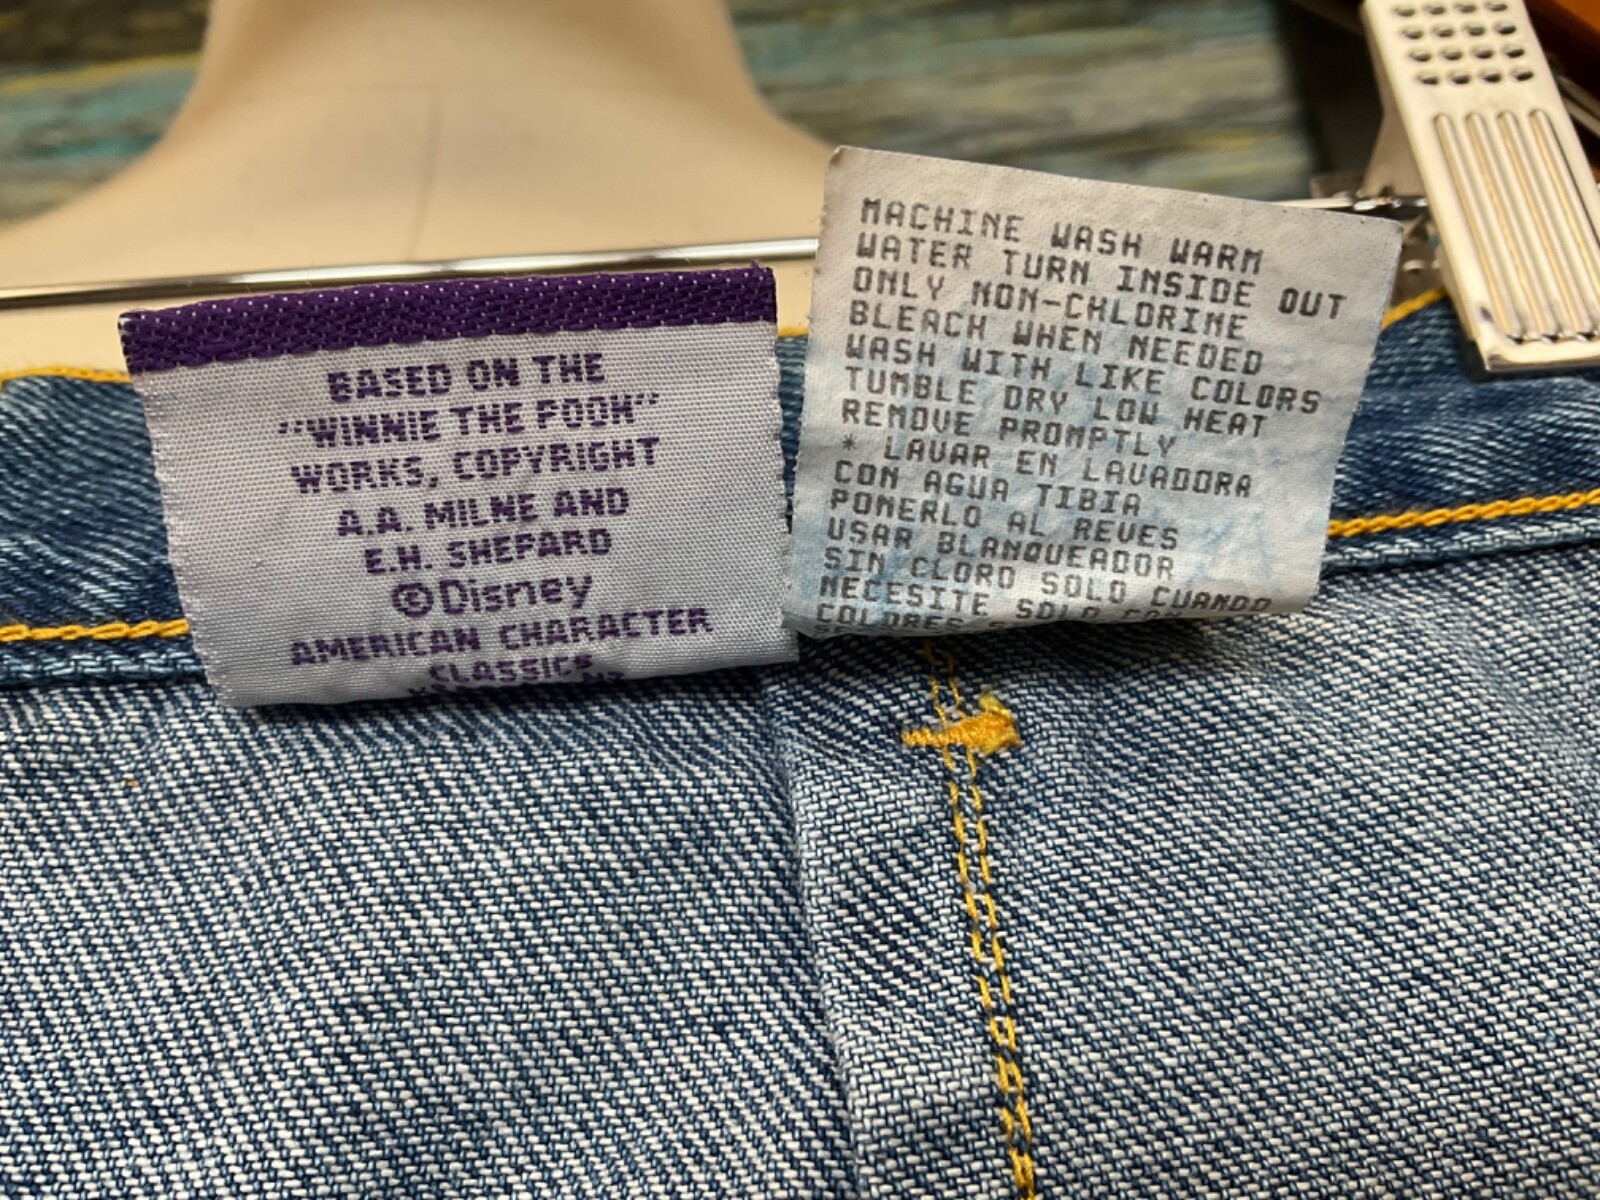 BASED ON THE
"WINNIE THE POOH"
WORKS, COPYRIGHT
A.A. MILNE AND
E.H. SHEPARD
©Disney
AMERICAN CHARACTER
CLASSICS
MACHINE WASH WARM
WATER TURN INSIDE OUT
ONLY NON-CHLORINE
BLEACH WHEN NEEDED
WASH WITH LIKE COLORS
TUMBLE DRY LOW HEAT
REMOVE PROMPTLY
* LAVAR EN LAVADORA
CON AGUA TIBIA
PONERLO AL REVES
USAR BLANQUEADOR
SIN CLORO SOLO CUANDO
NECESITE SOLO
COLORES